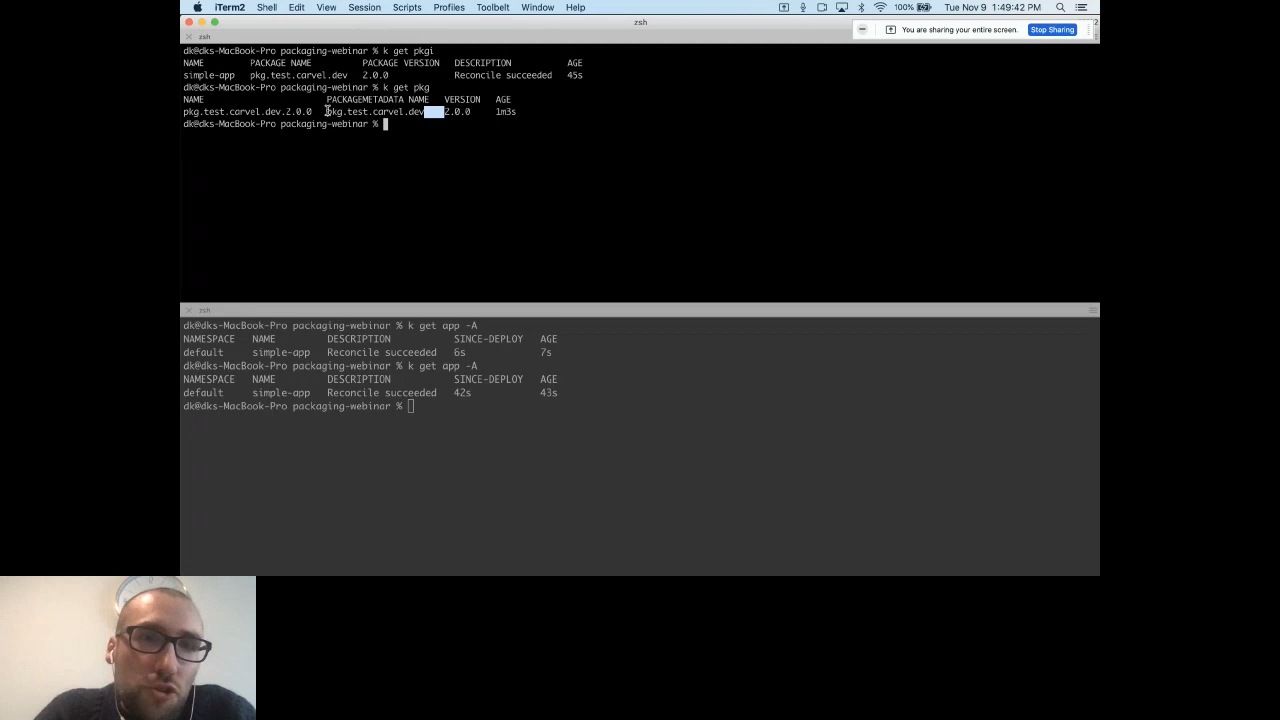 iTerm2 Shell Edit View Session Scripts Profiles Toolbelt Window Help 100% Tue Nov 9 1:49:42 PM
zsh
You are sharing your entire screen. Stop Sharing
zsh
dk@dks-MacBook-Pro packaging-webinar % k get pkgi
NAME PACKAGE NAME PACKAGE VERSION DESCRIPTION AGE
simple-app pkg.test.carvel.dev 2.0.0 Reconcile succeeded 45s
dk@dks-MacBook-Pro packaging-webinar % k get pkg
NAME PACKAGEMETADATA NAME VERSION AGE
pkg.test.carvel.dev.2.0.0 pkg.test.carvel.dev 2.0.0 1m3s
dk@dks-MacBook-Pro packaging-webinar %
zsh
dk@dks-MacBook-Pro packaging-webinar % k get app -A
NAMESPACE NAME DESCRIPTION SINCE-DEPLOY AGE
default simple-app Reconcile succeeded 6s 7s
dk@dks-MacBook-Pro packaging-webinar % k get app -A
NAMESPACE NAME DESCRIPTION SINCE-DEPLOY AGE
default simple-app Reconcile succeeded 42s 43s
dk@dks-MacBook-Pro packaging-webinar %